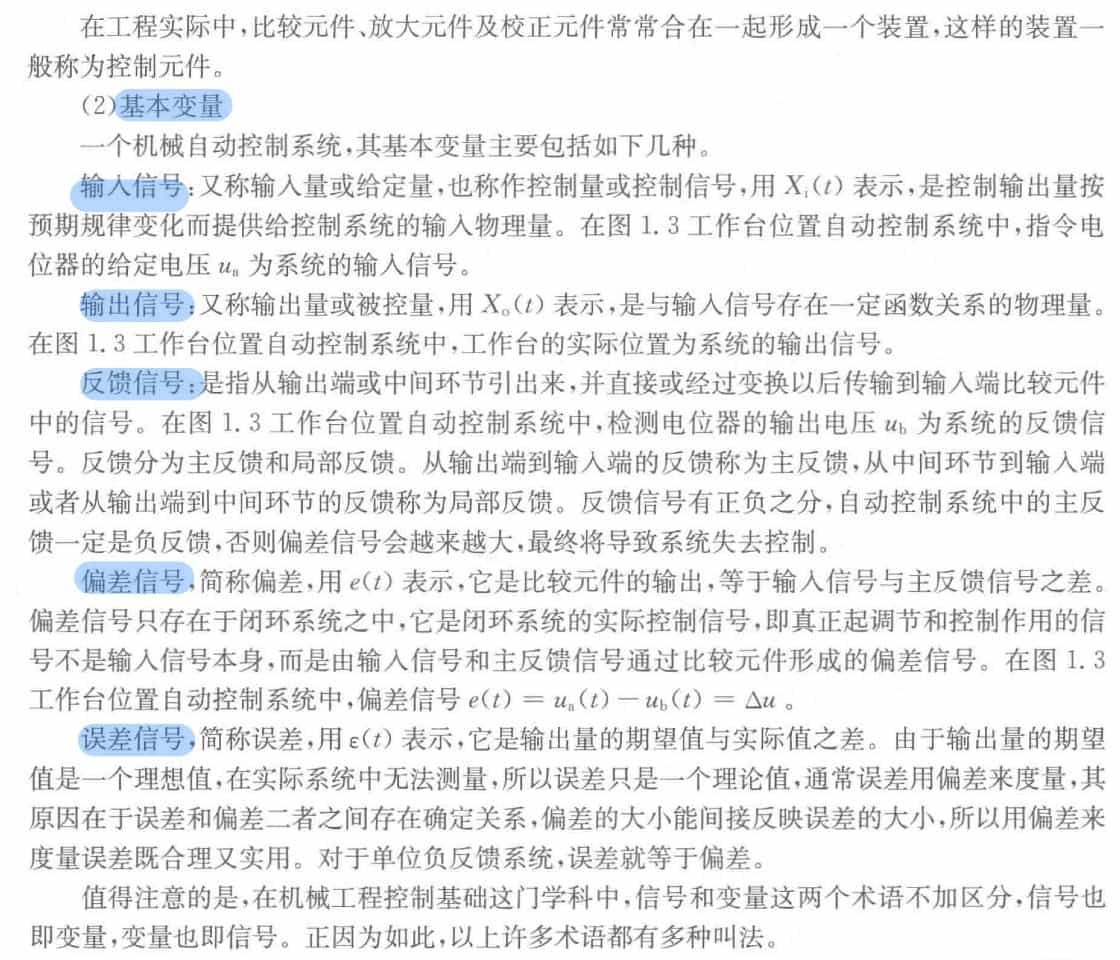 在工程实际中,比较元件、放大元件及校正元件常常合在一起形成一个装置,这样的装置一
般称为控制元件。
(2)基本变量
一个机械自动控制系统,其基本变量主要包括如下几种。
输入信号:又称输入量或给定量,也称作控制量或控制信号,用 Xᵢ(t) 表示,是控制输出量按
预期规律变化而提供给控制系统的输入物理量。在图 1.3 工作台位置自动控制系统中,指令电
位器的给定电压 uₐ 为系统的输入信号。
输出信号:又称输出量或被控量,用 Xₒ(t) 表示,是与输入信号存在一定函数关系的物理量。
在图 1.3 工作台位置自动控制系统中,工作台的实际位置为系统的输出信号。
反馈信号:是指从输出端或中间环节引出来,并直接或经过变换以后传输到输入端比较元件
中的信号。在图 1.3 工作台位置自动控制系统中,检测电位器的输出电压 u_b 为系统的反馈信
号。反馈分为主反馈和局部反馈。从输出端到输入端的反馈称为主反馈,从中间环节到输入端
或者从输出端到中间环节的反馈称为局部反馈。反馈信号有正负之分,自动控制系统中的主反
馈一定是负反馈,否则偏差信号会越来越大,最终将导致系统失去控制。
偏差信号,简称偏差,用 e(t) 表示,它是比较元件的输出,等于输入信号与主反馈信号之差。
偏差信号只存在于闭环系统之中,它是闭环系统的实际控制信号,即真正起调节和控制作用的信
号不是输入信号本身,而是由输入信号和主反馈信号通过比较元件形成的偏差信号。在图 1.3
工作台位置自动控制系统中,偏差信号 e(t) = uₐ(t) − u_b(t) = Δu 。
误差信号,简称误差,用 ε(t) 表示,它是输出量的期望值与实际值之差。由于输出量的期望
值是一个理想值,在实际系统中无法测量,所以误差只是一个理论值,通常误差用偏差来度量,其
原因在于误差和偏差二者之间存在确定关系,偏差的大小能间接反映误差的大小,所以用偏差来
度量误差既合理又实用。对于单位负反馈系统,误差就等于偏差。
值得注意的是,在机械工程控制基础这门学科中,信号和变量这两个术语不加区分,信号也
即变量,变量也即信号。正因为如此,以上许多术语都有多种叫法。